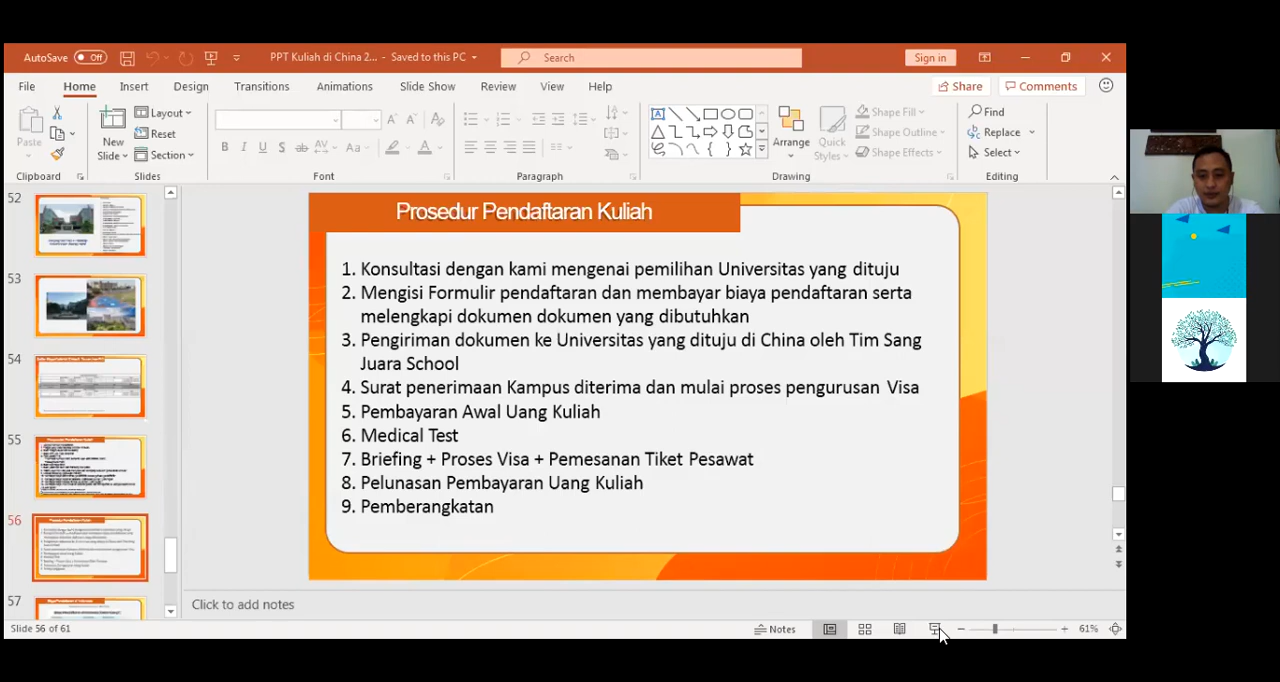 AutoSave
Off
PPT Kuliah di China 2... - Saved to this PC
Search
Sign in
File
Home
Insert
Design
Transitions
Animations
Slide Show
Review
View
Help
Share
Comments
Paste
Clipboard
New
Slide
Layout
Reset
Section
Slides
B I U S ab AV Aa A
Font
Paragraph
Arrange
Quick
Styles
Shape Fill
Shape Outline
Shape Effects
Drawing
Find
Replace
Select
Editing
52
53
54
55
56
57
Prosedur Pendaftaran Kuliah
1. Konsultasi dengan kami mengenai pemilihan Universitas yang dituju
2. Mengisi Formulir pendaftaran dan membayar biaya pendaftaran serta
melengkapi dokumen dokumen yang dibutuhkan
3. Pengiriman dokumen ke Universitas yang dituju di China oleh Tim Sang
Juara School
4. Surat penerimaan Kampus diterima dan mulai proses pengurusan Visa
5. Pembayaran Awal Uang Kuliah
6. Medical Test
7. Briefing + Proses Visa + Pemesanan Tiket Pesawat
8. Pelunasan Pembayaran Uang Kuliah
9. Pemberangkatan
Click to add notes
Slide 56 of 61
Notes
61%